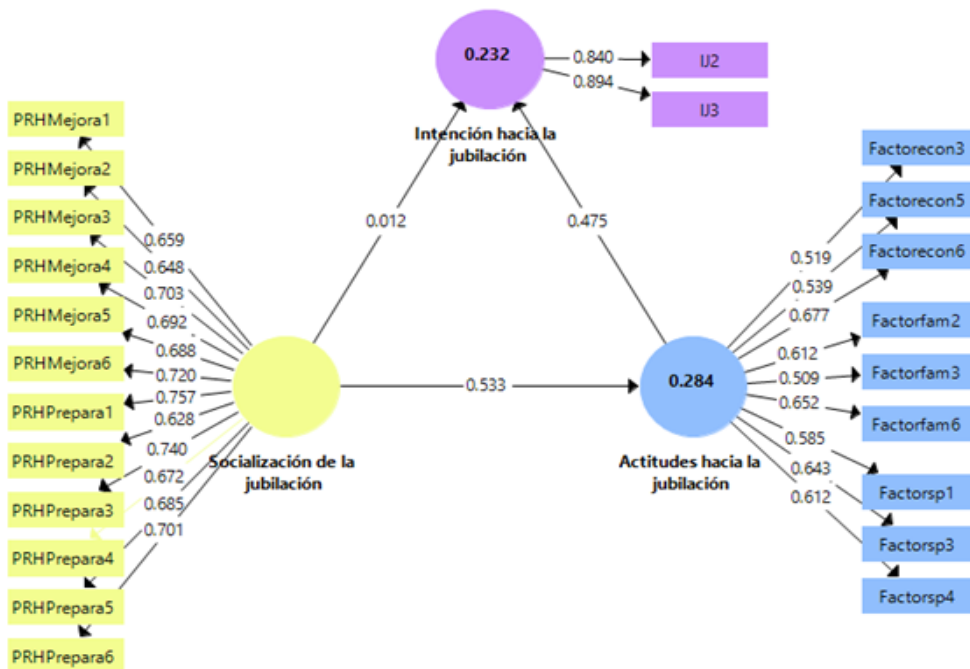 0.232
0.840
0.894
IJ2
IJ3
Intención hacia la
jubilación
PRHMejora1
PRHMejora2
PRHMejora3
PRHMejora4
PRHMejora5
PRHMejora6
PRHPrepara1
PRHPrepara2
PRHPrepara3
PRHPrepara4
PRHPrepara5
PRHPrepara6
0.659
0.648
0.703
0.692
0.688
0.720
0.757
0.628
0.740
0.672
0.685
0.701
Socialización de la
jubilación
0.012
0.475
0.533
0.284
Actitudes hacia la
jubilación
0.519
0.539
0.677
0.612
0.509
0.652
0.585
0.643
0.612
Factorecon3
Factorecon5
Factorecon6
Factorfam2
Factorfam3
Factorfam6
Factorsp1
Factorsp3
Factorsp4